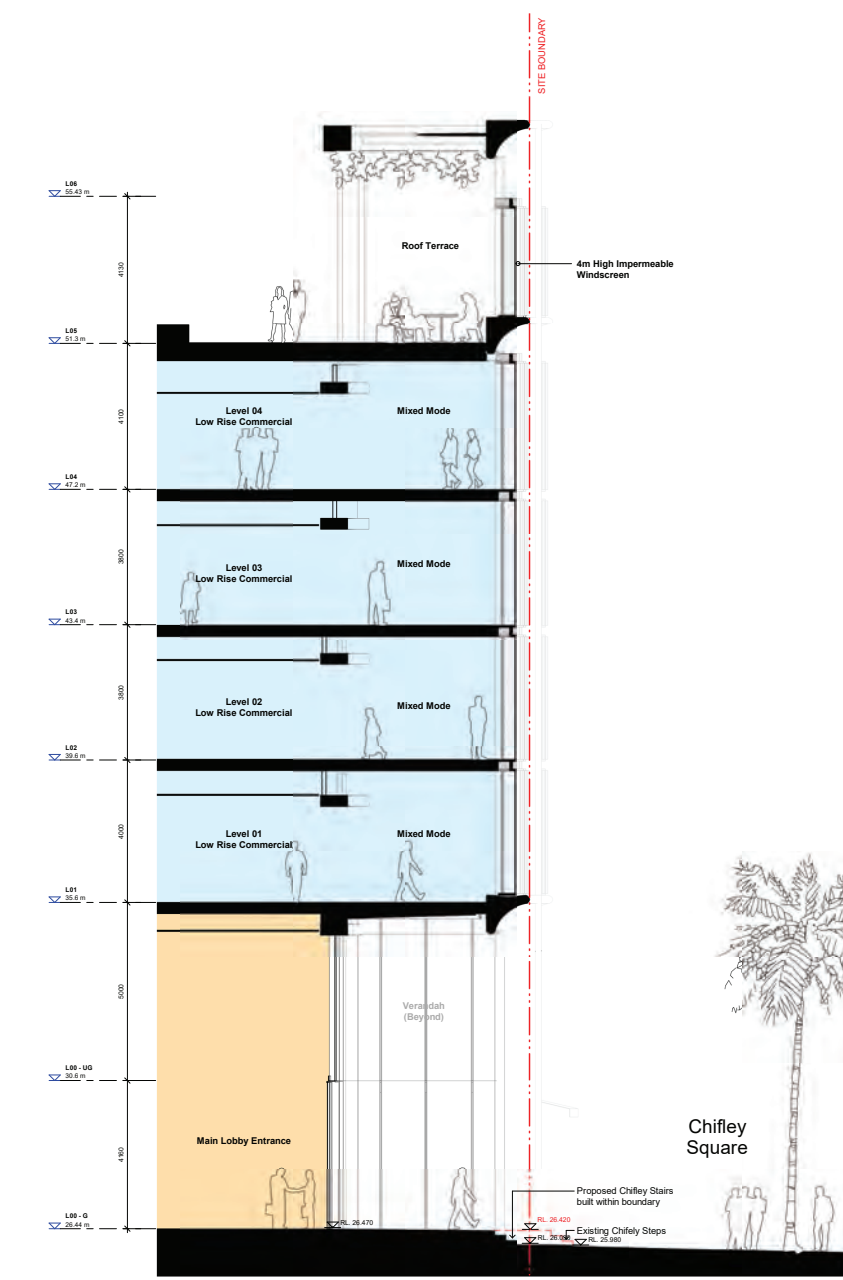 SITE BOUNDARY
L06
55.43 m
4130
Roof Terrace
4m High Impermeable
Windscreen
L05
51.3 m
4100
Level 04
Low Rise Commercial
Mixed Mode
L04
47.2 m
3800
Level 03
Low Rise Commercial
Mixed Mode
L03
43.4 m
3800
Level 02
Low Rise Commercial
Mixed Mode
L02
39.6 m
4000
Level 01
Low Rise Commercial
Mixed Mode
L01
35.6 m
5000
Verandah
(Beyond)
L00 - UG
30.6 m
4160
Main Lobby Entrance
Chifley
Square
Proposed Chifley Stairs
built within boundary
L00 - G
26.44 m
RL. 26.470
RL. 26.420
Existing Chifely Steps
RL.
RL. 25.980